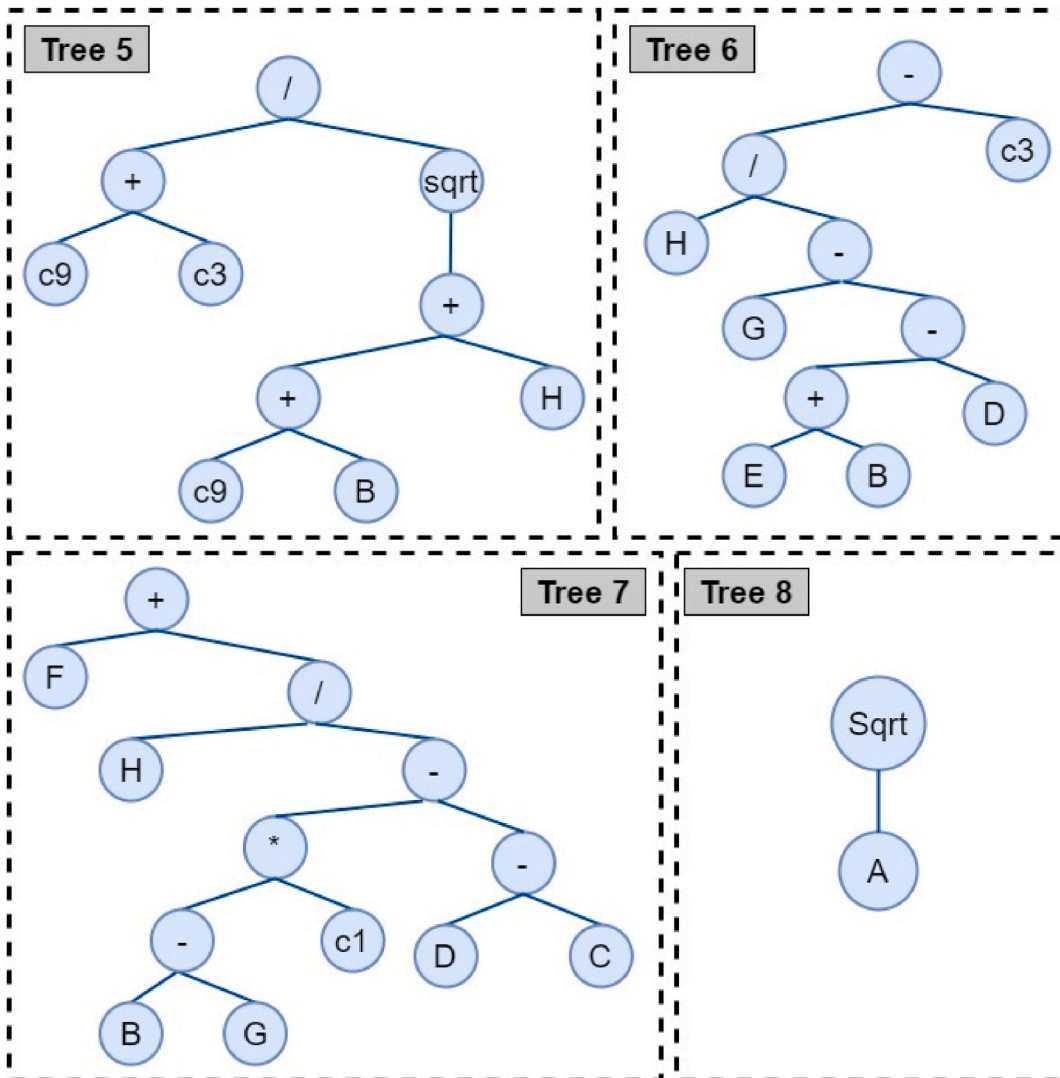 Tree 5
/
+
sqrt
c9
c3
+
+
H
c9
B
Tree 6
-
/
c3
H
-
G
-
+
D
E
B
Tree 7
+
F
/
H
-
*
-
-
c1
D
C
B
G
Tree 8
Sqrt
A